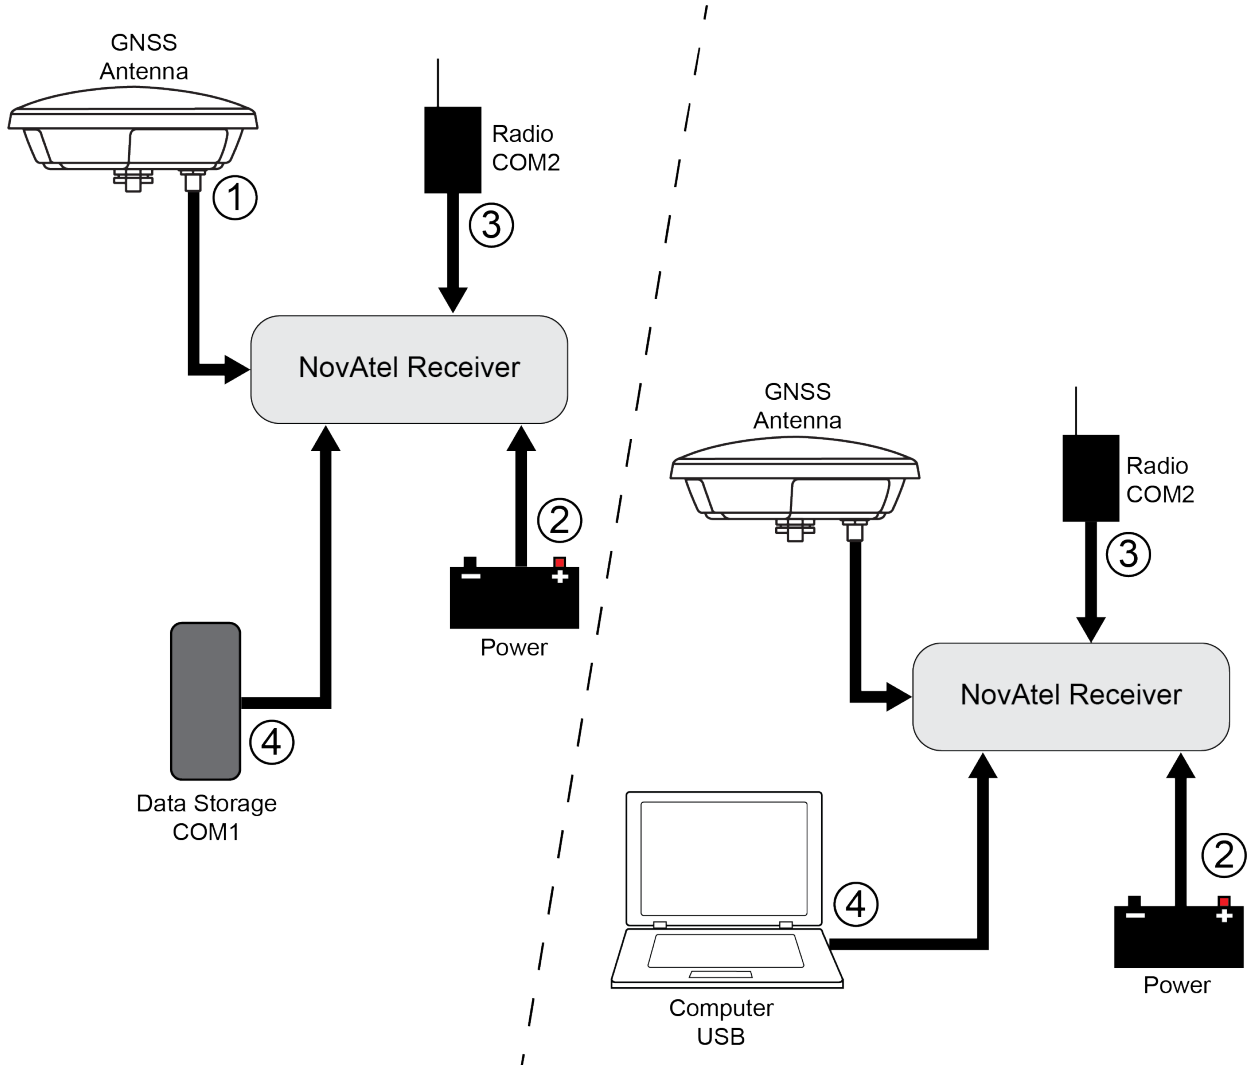 GNSS
Antenna
Radio
COM2
1
3
NovAtel Receiver
2
Power
4
Data Storage
COM1
GNSS
Antenna
Radio
COM2
3
NovAtel Receiver
2
4
Power
Computer
USB